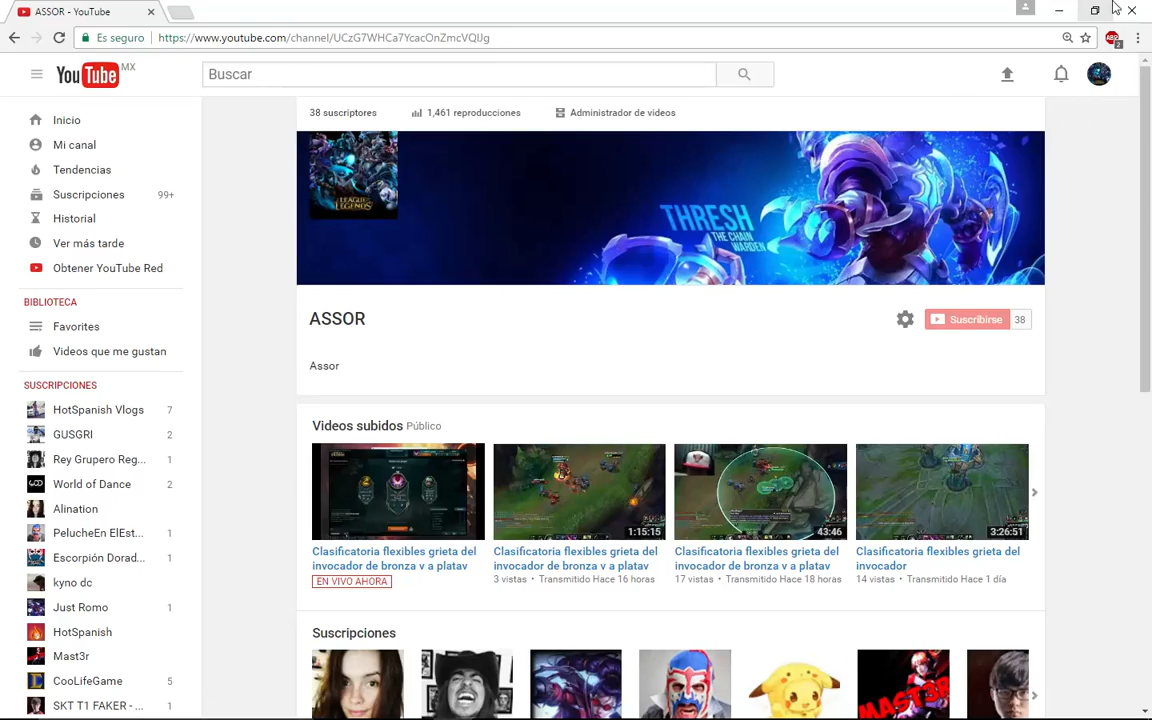 ASSOR - YouTube
Es seguro
https://www.youtube.com/channel/UCzG7WHCa7YcacOnZmcVQIJg
ABP
2
YouTube MX
Buscar
38 suscriptores
1,461 reproducciones
Administrador de videos
Inicio
Mi canal
Tendencias
Suscripciones 99+
Historial
Ver más tarde
Obtener YouTube Red
BIBLIOTECA
Favorites
Videos que me gustan
SUSCRIPCIONES
HotSpanish Vlogs 7
GUSGRI 2
Rey Grupero Reg... 1
World of Dance 2
Alination
PelucheEn ElEst... 1
Escorpión Dorad... 1
kyno dc
Just Romo 1
HotSpanish
Mast3r
CooLifeGame 5
SKT T1 FAKER - ... 1
LEAGUE OF LEGENDS
THRESH
THE CHAIN
WARDEN
ASSOR
Suscribirse 38
Assor
Videos subidos Público
1:15:15
43:46
3:26:51
Clasificatoria flexibles grieta del
invocador de bronza v a platav
EN VIVO AHORA
Clasificatoria flexibles grieta del
invocador de bronza v a platav
3 vistas • Transmitido Hace 16 horas
Clasificatoria flexibles grieta del
invocador de bronza v a platav
17 vistas • Transmitido Hace 18 horas
Clasificatoria flexibles grieta del
invocador
14 vistas • Transmitido Hace 1 día
Suscripciones
MAST3R